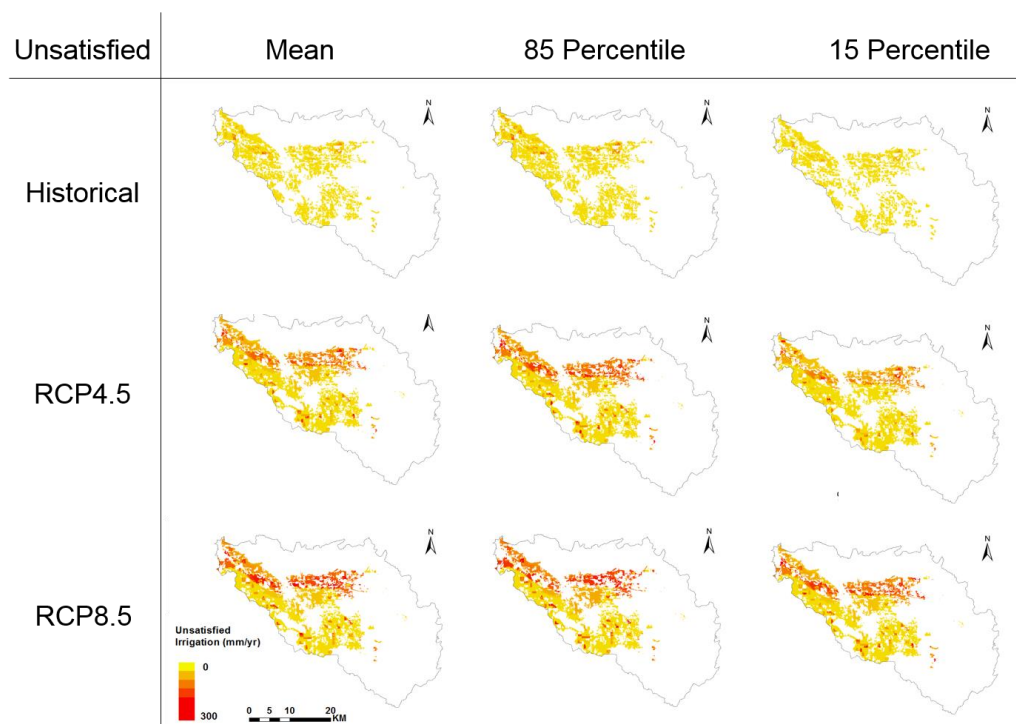 Unsatisfied Mean 85 Percentile 15 Percentile
N N N
Historical
N N N
RCP4.5
N N N
RCP8.5
Unsatisfied
Irrigation (mm/yr)
0
300
0 5 10 20
KM